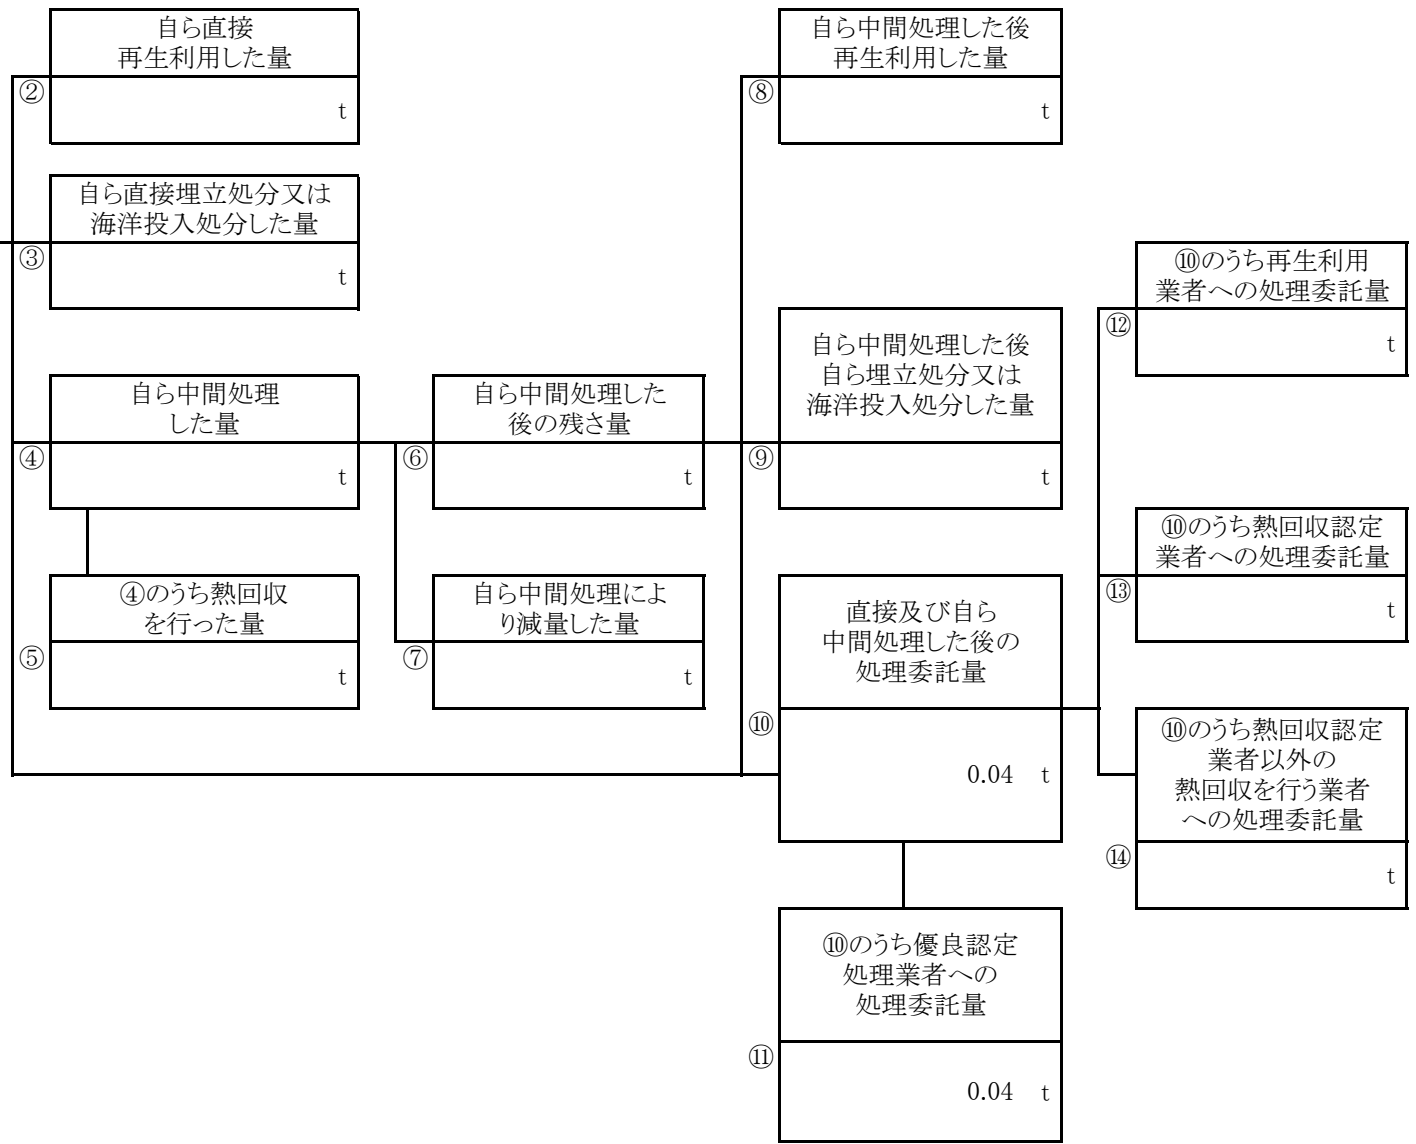 自ら直接
再生利用した量
②
t
自ら直接埋立処分又は
海洋投入処分した量
③
t
自ら中間処理
した量
④
t
④のうち熱回収
を行った量
⑤
t
自ら中間処理した
後の残さ量
⑥
t
自ら中間処理によ
り減量した量
⑦
t
自ら中間処理した後
再生利用した量
⑧
t
自ら中間処理した後
自ら埋立処分又は
海洋投入処分した量
⑨
t
直接及び自ら
中間処理した後の
処理委託量
⑩
0.04 t
⑩のうち優良認定
処理業者への
処理委託量
⑪
0.04 t
⑩のうち再生利用
業者への処理委託量
⑫
t
⑩のうち熱回収認定
業者への処理委託量
⑬
t
⑩のうち熱回収認定
業者以外の
熱回収を行う業者
への処理委託量
⑭
t